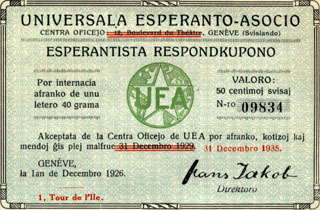 UNIVERSALA ESPERANTO-ASOCIO
CENTRA OFICEJO 12, Boulevard du Théâtre, GENÈVE (Svislando)
ESPERANTISTA RESPONDKUPONO
Por internacia
afranko de unu
letero 40 grama
UEA
VALORO:
50 centimoj svisaj
N-ro 09834
Akceptata de la Centra Oficejo de UEA por afranko, kotizoj kaj
mendoj ĝis plej malfrue 31 Decembro 1929. 31 Decembro 1935.
GENÈVE,
la 1an de Decembro 1926.
Hans Jakob
Direktoro
1, Tour de l'Ile.